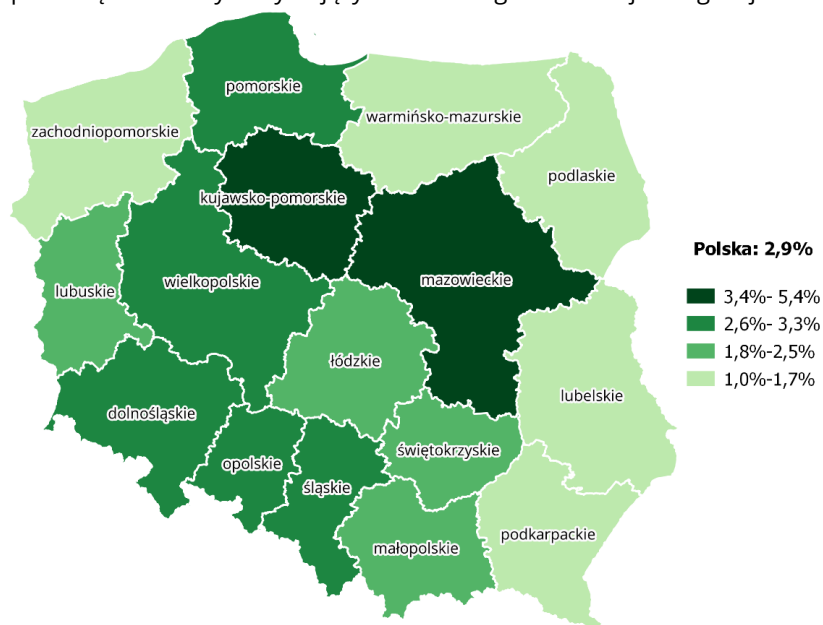 pomorskie
warmińsko-mazurskie
zachodniopomorskie
podlaskie
kujawsko-pomorskie
Polska: 2,9%
mazowieckie
wielkopolskie
lubuskie
3,4%- 5,4%
2,6%- 3,3%
1,8%-2,5%
łódzkie
1,0%-1,7%
lubelskie
dolnośląskie
świętokrzyskie
opolskie
śląskie
podkarpackie
małopolskie